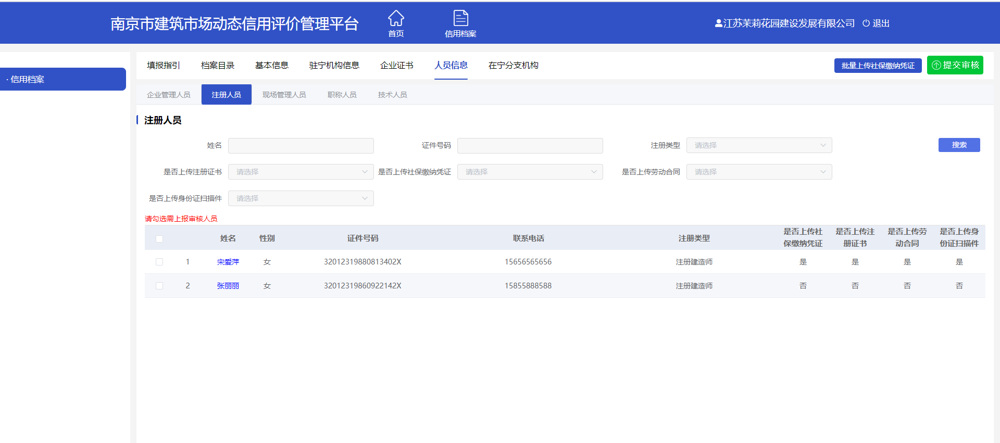 南京市建筑市场动态信用评价管理平台
首页
信用档案
江苏茉莉花园建设发展有限公司 退出
· 信用档案
填报指引 档案目录 基本信息 驻宁机构信息 企业证书 人员信息 在宁分支机构
批量上传社保缴纳凭证 提交审核
企业管理人员 注册人员 现场管理人员 职称人员 技术人员
注册人员
姓名 证件号码 注册类型 请选择 搜索
是否上传注册证书 请选择 是否上传社保缴纳凭证 请选择 是否上传劳动合同 请选择
是否上传身份证扫描件 请选择
请勾选需上报审核人员
姓名 性别 证件号码 联系电话 注册类型 是否上传社保缴纳凭证 是否上传注册证书 是否上传劳动合同 是否上传身份证扫描件
1 宋爱萍 女 32012319880813402X 15656565656 注册建造师 是 是 是 是
2 张丽丽 女 32012319860922142X 15855888588 注册建造师 否 否 否 否